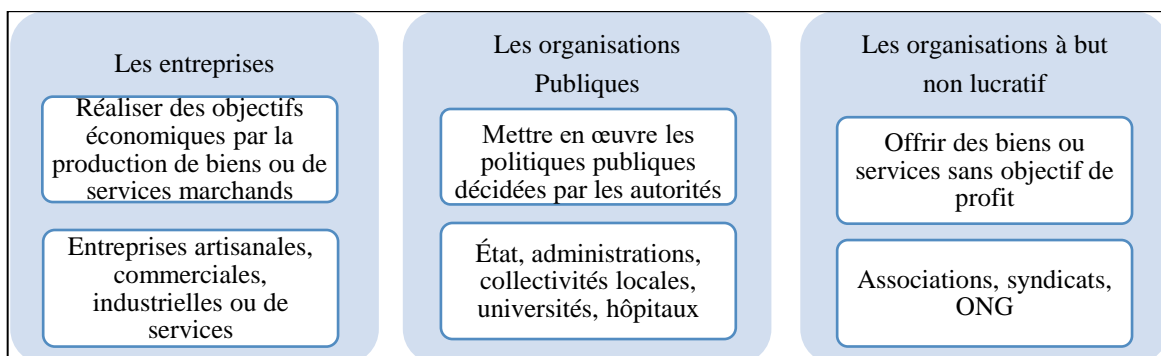 Les entreprises
Réaliser des objectifs
économiques par la
production de biens ou de
services marchands
Entreprises artisanales,
commerciales,
industrielles ou de
services
Les organisations
Publiques
Mettre en œuvre les
politiques publiques
décidées par les autorités
État, administrations,
collectivités locales,
universités, hôpitaux
Les organisations à but
non lucratif
Offrir des biens ou
services sans objectif de
profit
Associations, syndicats,
ONG